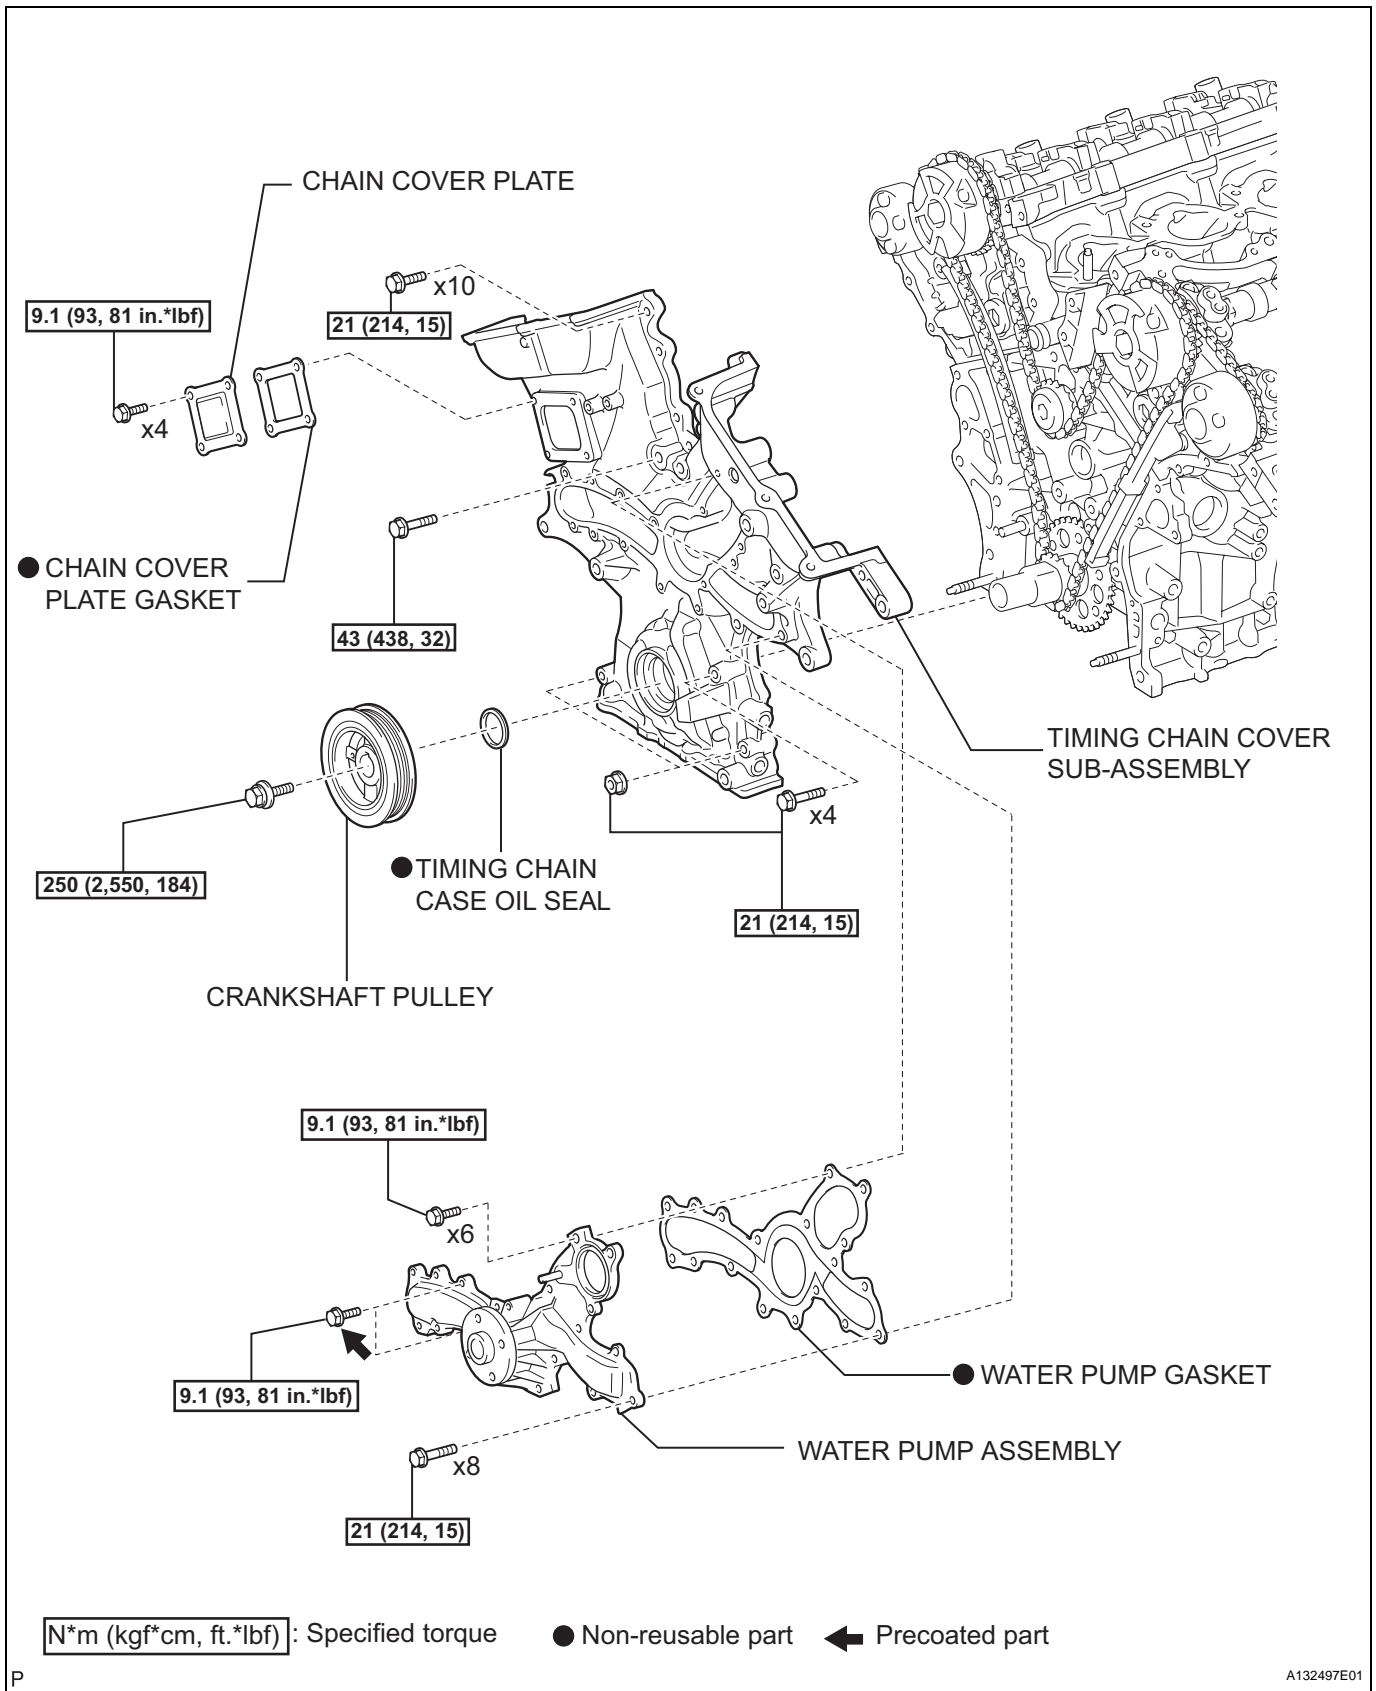 CHAIN COVER PLATE
x10
9.1 (93, 81 in.*lbf)
21 (214, 15)
x4
● CHAIN COVER
PLATE GASKET
43 (438, 32)
TIMING CHAIN COVER
SUB-ASSEMBLY
x4
250 (2,550, 184)
● TIMING CHAIN
CASE OIL SEAL
21 (214, 15)
CRANKSHAFT PULLEY
9.1 (93, 81 in.*lbf)
x6
9.1 (93, 81 in.*lbf)
● WATER PUMP GASKET
WATER PUMP ASSEMBLY
x8
21 (214, 15)
N*m (kgf*cm, ft.*lbf) : Specified torque ● Non-reusable part Precoated part
P
A132497E01